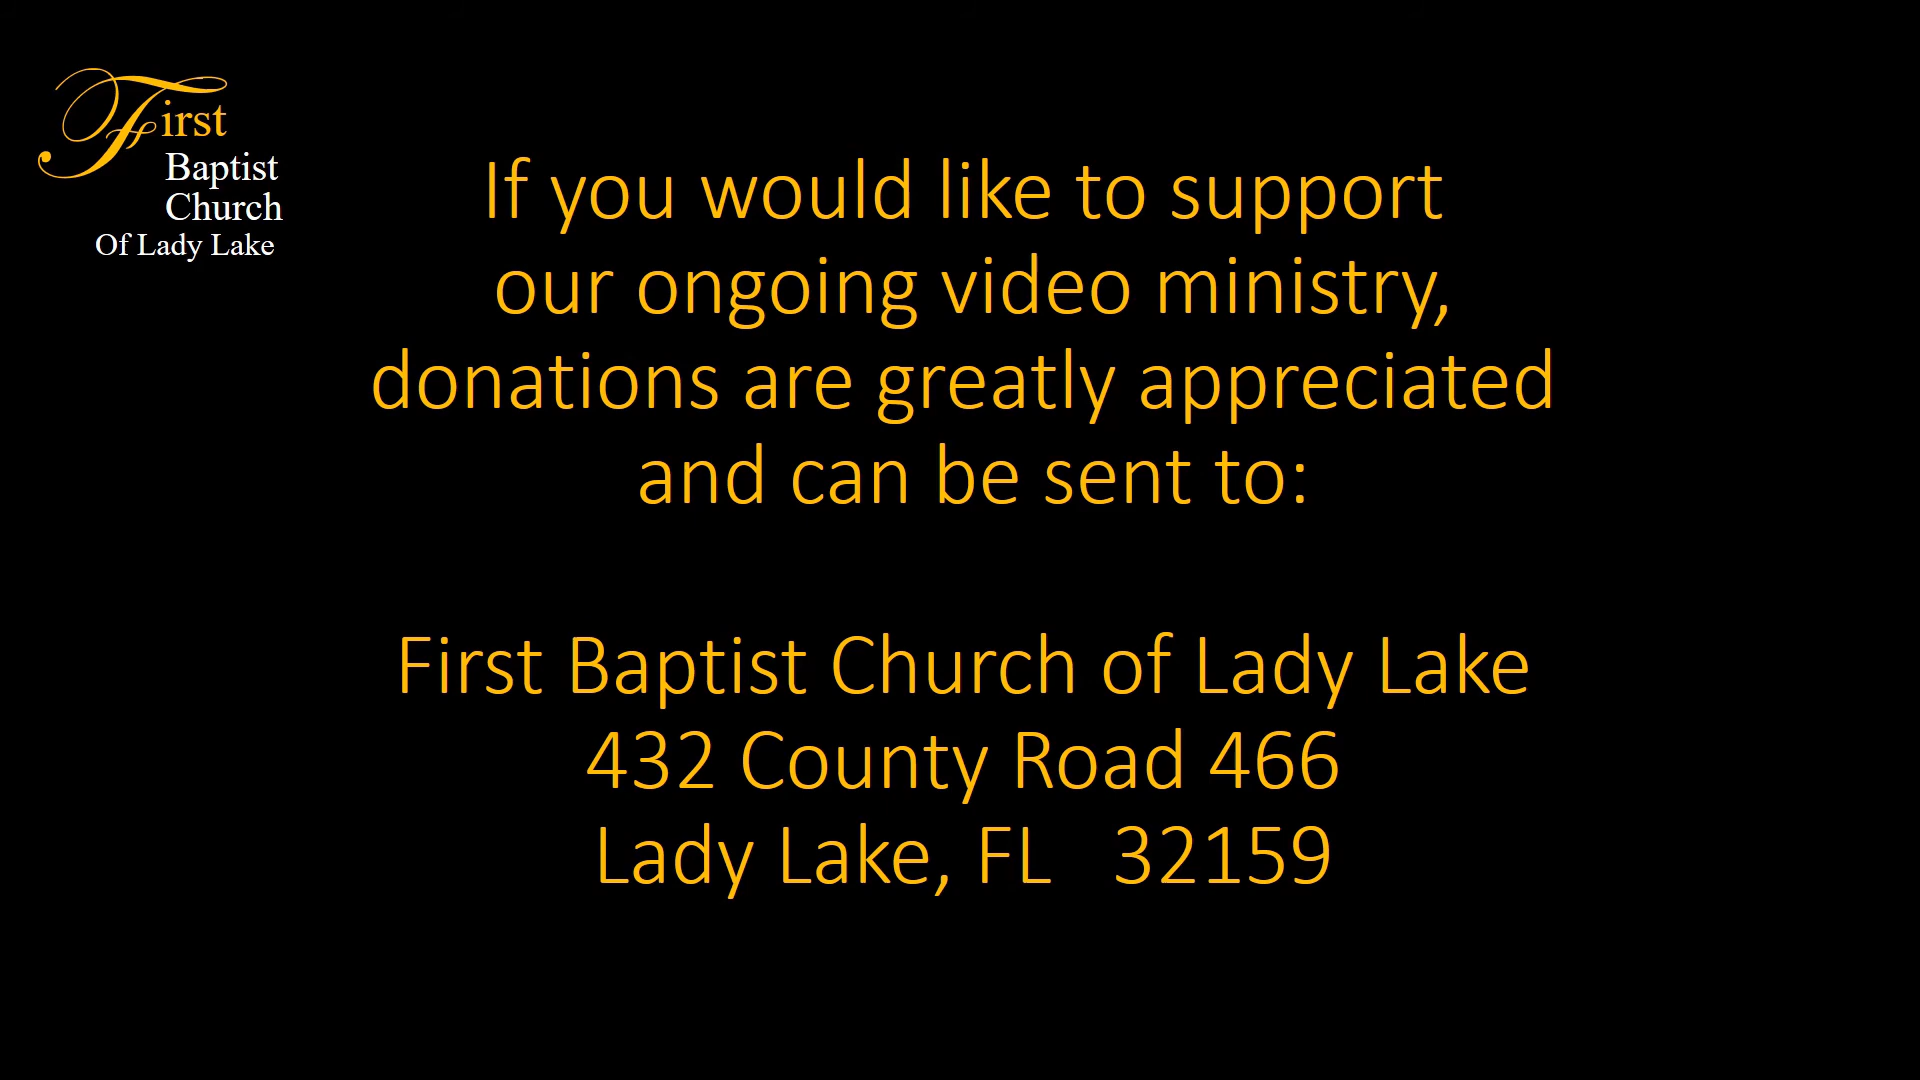 First
Baptist
Church
Of Lady Lake
If you would like to support
our ongoing video ministry,
donations are greatly appreciated
and can be sent to:
First Baptist Church of Lady Lake
432 County Road 466
Lady Lake, FL   32159